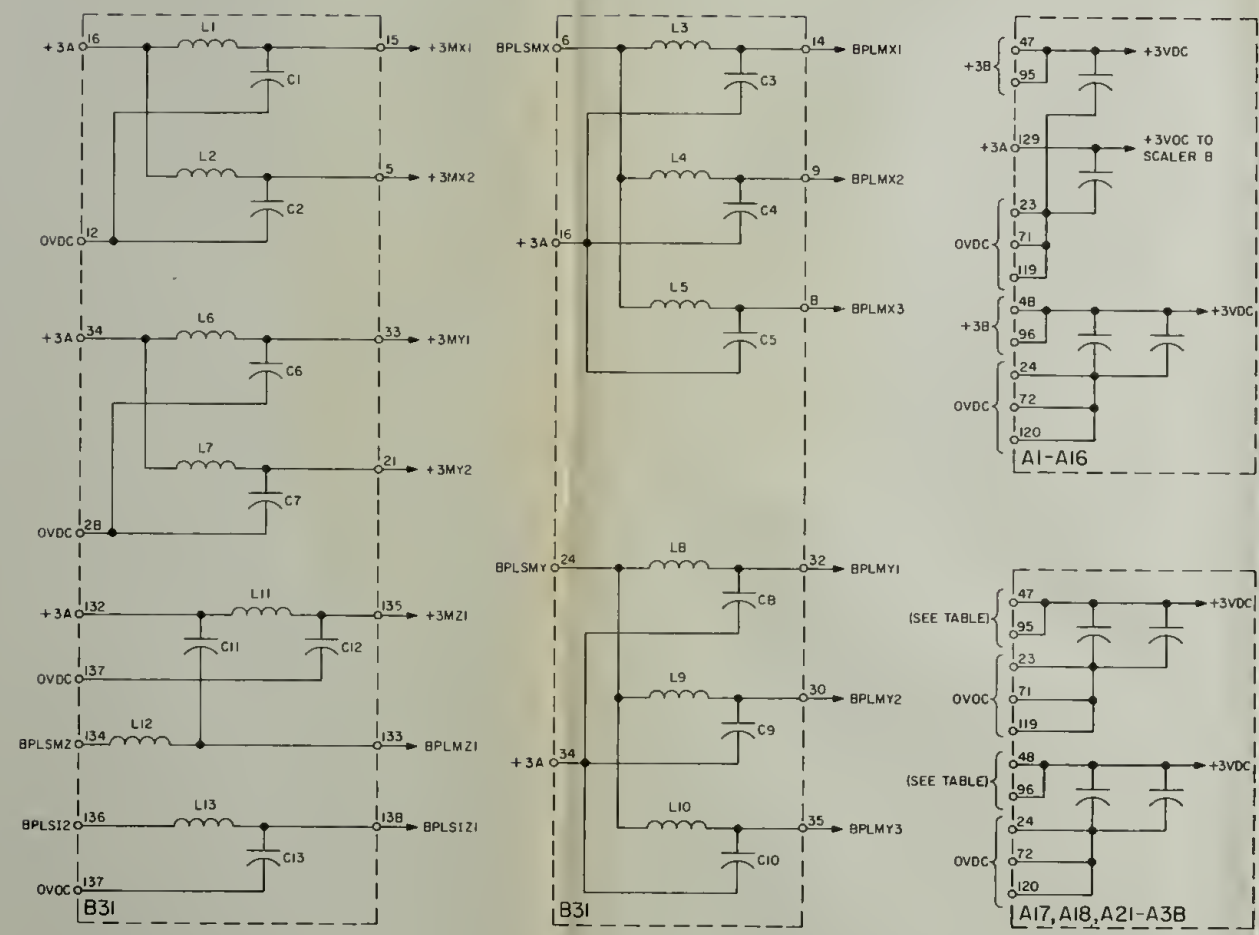 L1
+3A 16
15 +3MX1
C1
L2
5 +3MX2
C2
0VDC 12
L6
+3A 34
33 +3MY1
C6
L7
21 +3MY2
C7
0VDC 28
L11
+3A 132
135 +3MZ1
C11
C12
0VDC 137
L12
BPLSMZ 134
133 BPLMZ1
L13
BPLSI2 136
138 BPLSIZ1
C13
0VDC 137
B31
L3
BPLSMX 6
14 BPLMX1
C3
L4
9 BPLMX2
C4
+3A 16
L5
8 BPLMX3
C5
L8
BPLSMY 24
32 BPLMY1
C8
L9
30 BPLMY2
C9
+3A 34
L10
35 BPLMY3
C10
B31
+3B
47
95
+3VDC
+3A 129
+3VDC TO
SCALER B
0VDC
23
71
119
+3B
48
96
+3VDC
0VDC
24
72
120
A1-A16
(SEE TABLE)
47
95
+3VDC
0VDC
23
71
119
(SEE TABLE)
48
96
+3VDC
0VDC
24
72
120
A17, A18, A21-A38